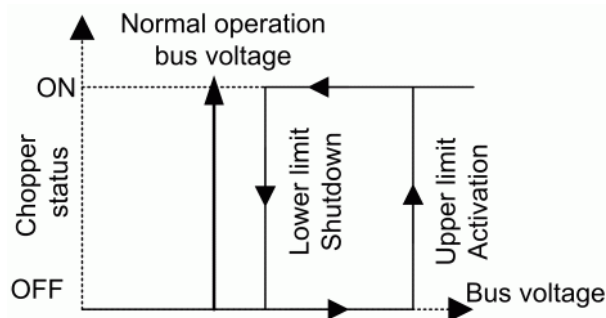 Normal operation
bus voltage
ON
Chopper
status
Lower limit
Shutdown
Upper limit
Activation
OFF
Bus voltage